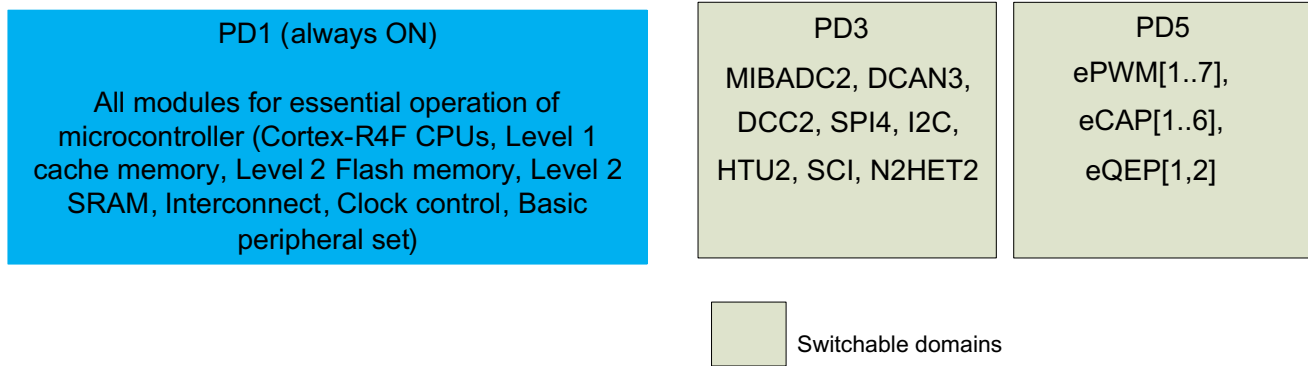 PD1 (always ON)
All modules for essential operation of
microcontroller (Cortex-R4F CPUs, Level 1
cache memory, Level 2 Flash memory, Level 2
SRAM, Interconnect, Clock control, Basic
peripheral set)
PD3
MIBADC2, DCAN3,
DCC2, SPI4, I2C,
HTU2, SCI, N2HET2
PD5
ePWM[1..7],
eCAP[1..6],
eQEP[1,2]
Switchable domains